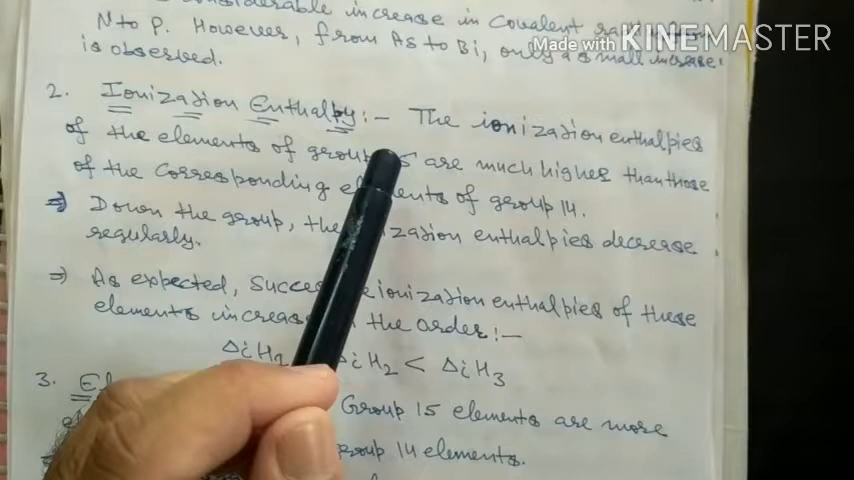 considerable increase in Covalent
N to P. However, from As to Bi, only a small increase
is observed.
Made with KINEMASTER
2. Ionization Enthalpy:- The ionization enthalpies
of the elements of group 15 are much higher than those
of the Corresponding elements of group 14.
⇒ Down the group, the ionization enthalpies decrease
regularly.
⇒ As expected, Successive ionization enthalpies of these
elements increase the order:-
ΔiH1 ΔiH2 < ΔiH3
3. Group 15 elements are more
group 14 elements.